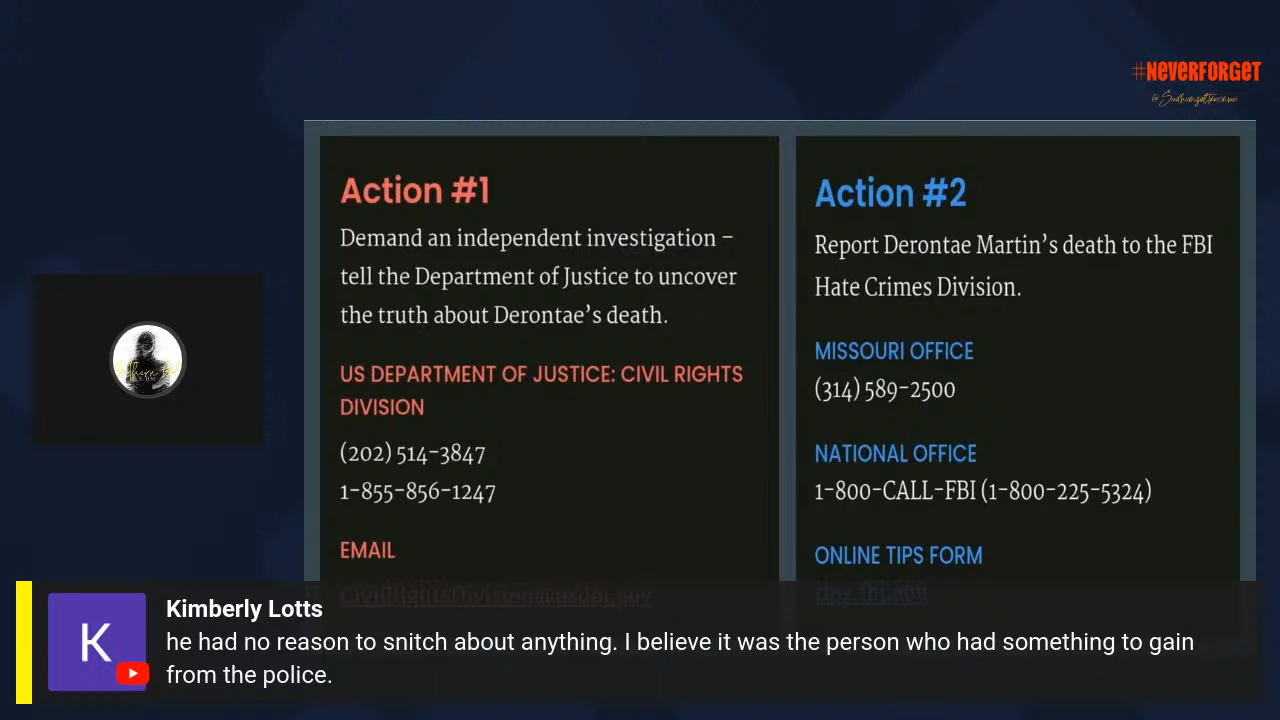 #NEVERFORGET
Action #1
Demand an independent investigation –
tell the Department of Justice to uncover
the truth about Derontae’s death.
US DEPARTMENT OF JUSTICE: CIVIL RIGHTS
DIVISION
(202) 514-3847
1-855-856-1247
EMAIL
Action #2
Report Derontae Martin’s death to the FBI
Hate Crimes Division.
MISSOURI OFFICE
(314) 589-2500
NATIONAL OFFICE
1-800-CALL-FBI (1-800-225-5324)
ONLINE TIPS FORM
tips.fbi.gov
K
Kimberly Lotts
he had no reason to snitch about anything. I believe it was the person who had something to gain
from the police.